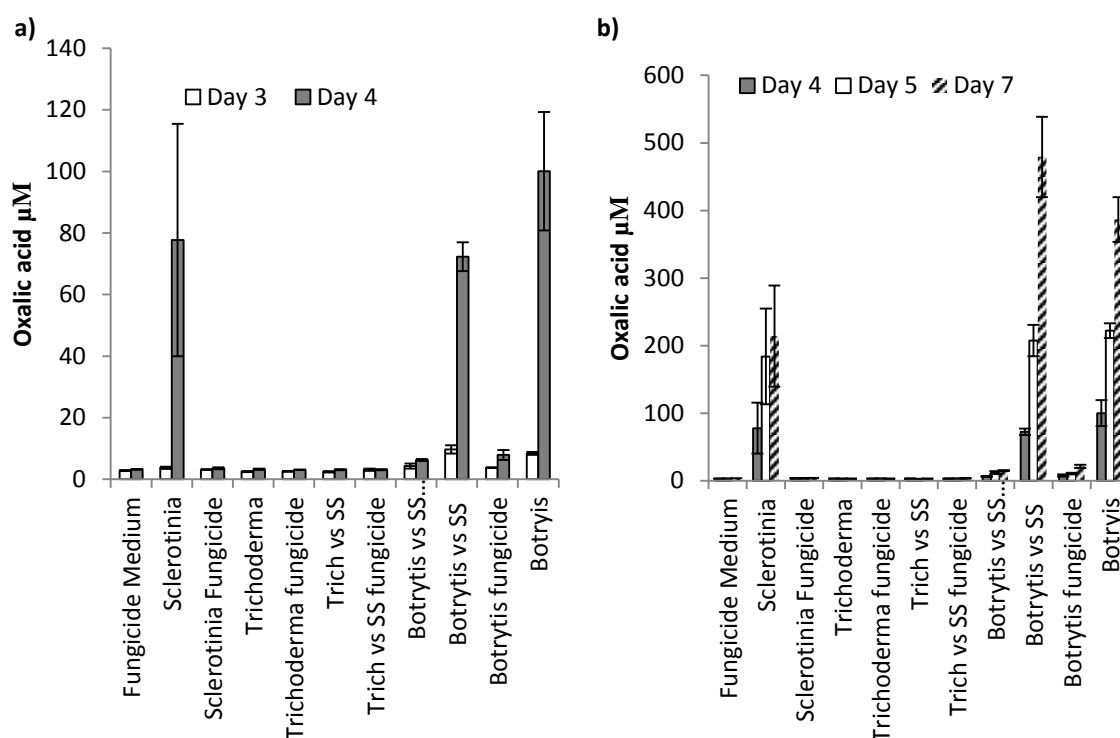 a)
140
120
100
80
60
40
20
0
Oxalic acid µM
Day 3
Day 4
Fungicide Medium
Sclerotinia
Sclerotinia Fungicide
Trichoderma
Trichoderma fungicide
Trich vs SS
Trich vs SS fungicide
Botrytis vs SS…
Botrytis vs SS
Botrytis fungicide
Botryis
b)
600
500
400
300
200
100
0
Oxalic acid µM
Day 4
Day 5
Day 7
Fungicide Medium
Sclerotinia
Sclerotinia Fungicide
Trichoderma
Trichoderma fungicide
Trich vs SS
Trich vs SS fungicide
Botrytis vs SS…
Botrytis vs SS
Botrytis fungicide
Botryis